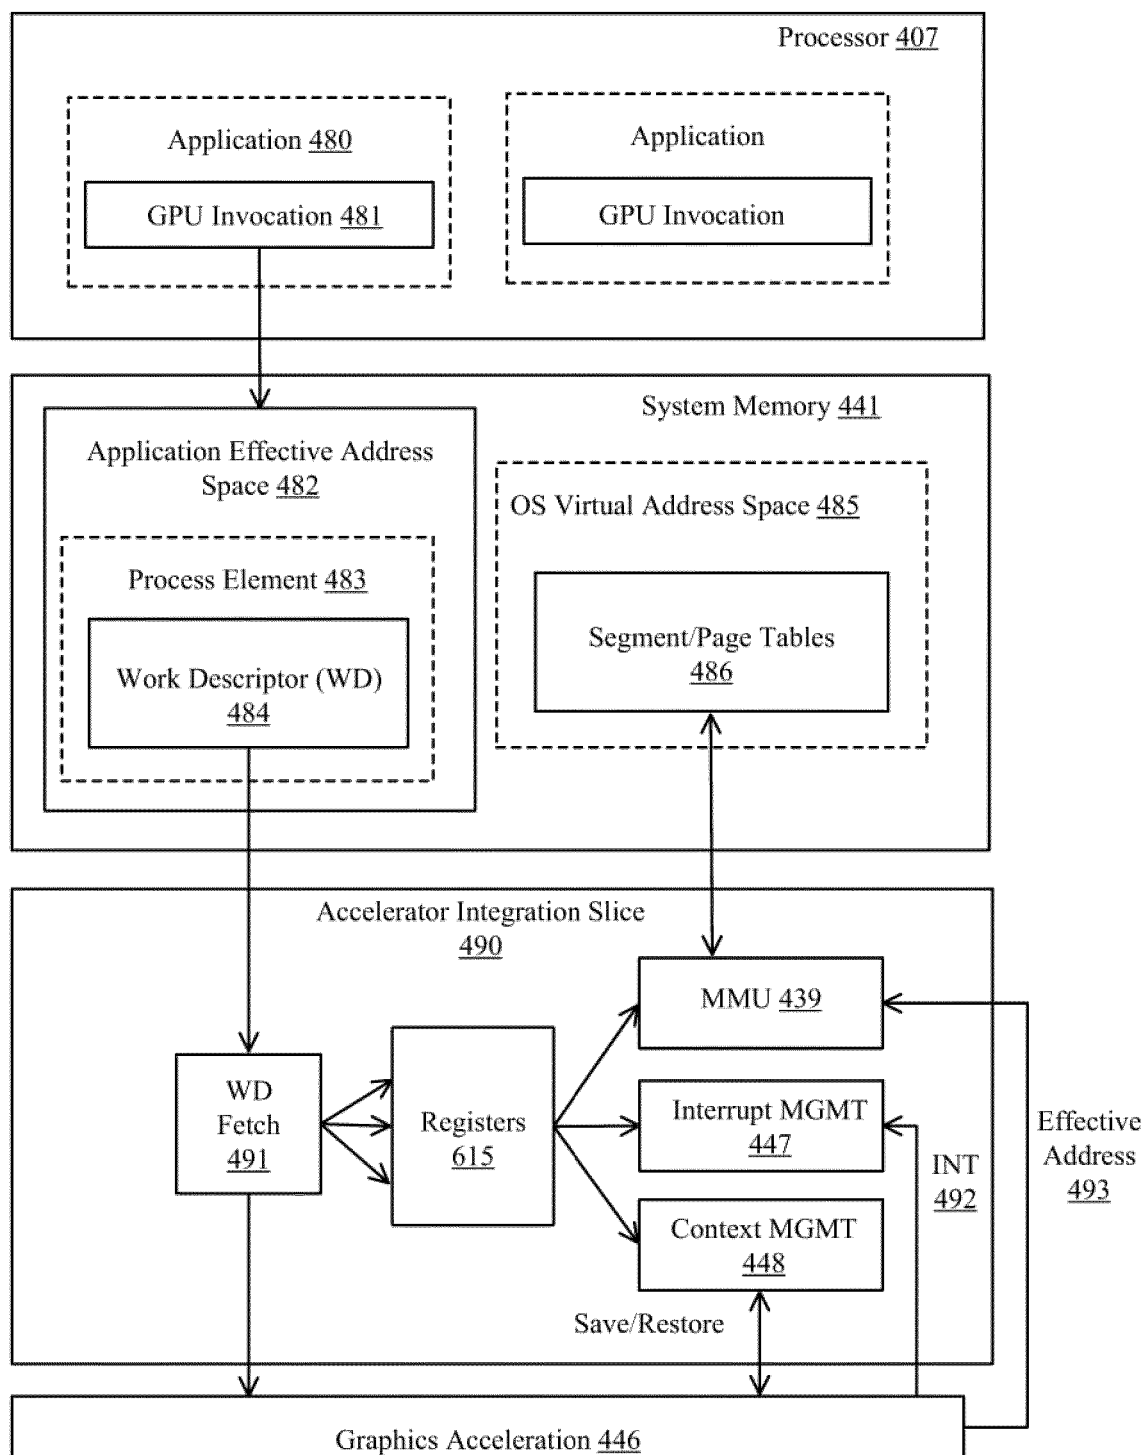 Processor 407
Application 480
GPU Invocation 481
Application
GPU Invocation
System Memory 441
Application Effective Address
Space 482
Process Element 483
Work Descriptor (WD)
484
OS Virtual Address Space 485
Segment/Page Tables
486
Accelerator Integration Slice
490
WD
Fetch
491
Registers
615
MMU 439
Interrupt MGMT
447
Context MGMT
448
Save/Restore
INT
492
Effective
Address
493
Graphics Acceleration 446